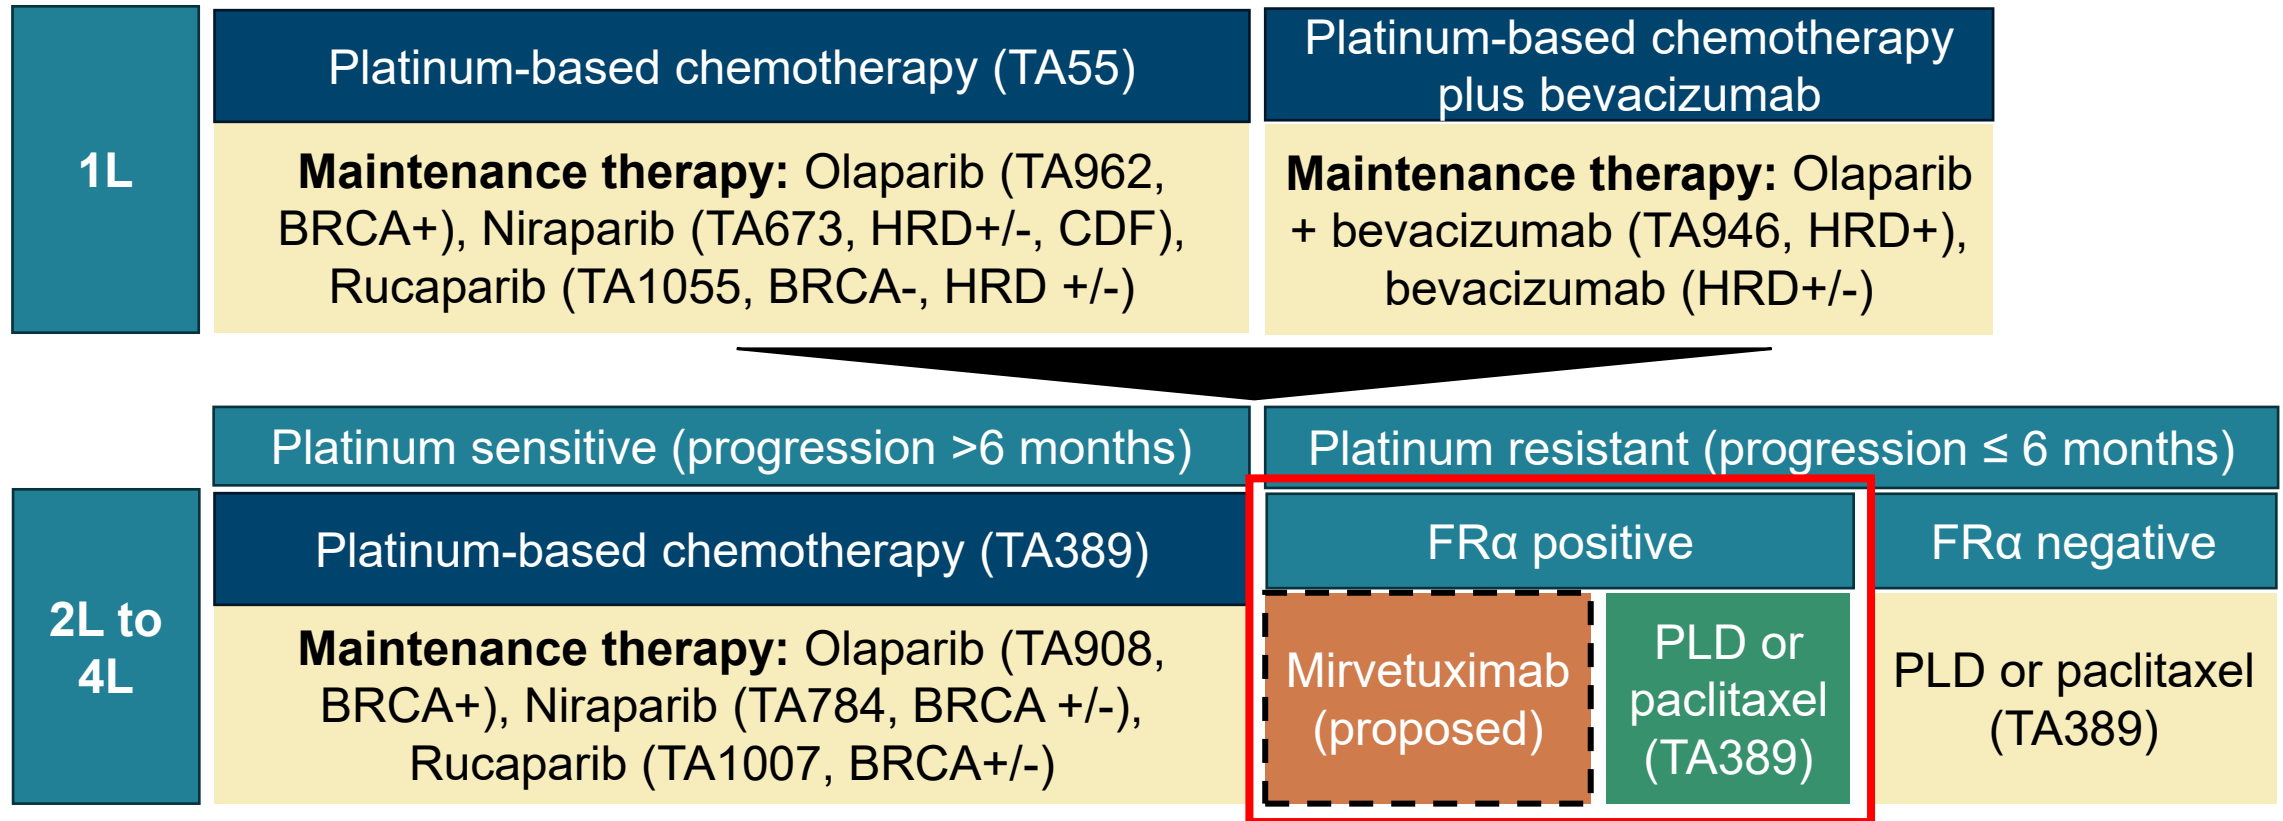 1L
Platinum-based chemotherapy (TA55)
Maintenance therapy: Olaparib (TA962,
BRCA+), Niraparib (TA673, HRD+/-, CDF),
Rucaparib (TA1055, BRCA-, HRD +/-)
Platinum-based chemotherapy
plus bevacizumab
Maintenance therapy: Olaparib
+ bevacizumab (TA946, HRD+),
bevacizumab (HRD+/-)
Platinum sensitive (progression >6 months)
Platinum resistant (progression ≤ 6 months)
2L to
4L
Platinum-based chemotherapy (TA389)
Maintenance therapy: Olaparib (TA908,
BRCA+), Niraparib (TA784, BRCA +/-),
Rucaparib (TA1007, BRCA+/-)
FRα positive
Mirvetuximab
(proposed)
PLD or
paclitaxel
(TA389)
FRα negative
PLD or paclitaxel
(TA389)